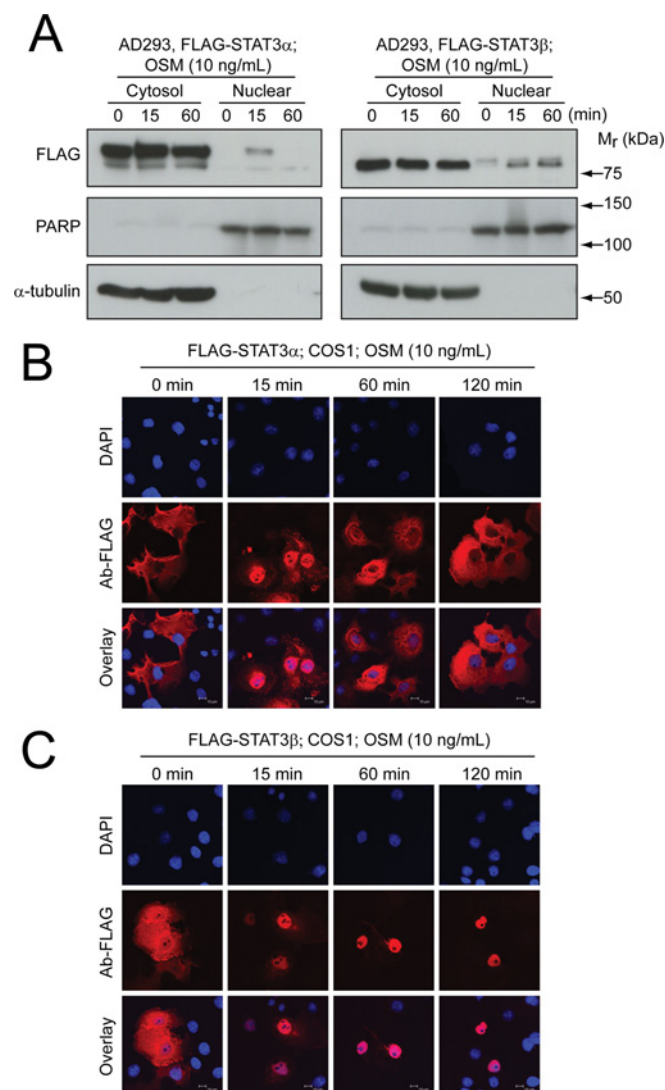 A
AD293, FLAG-STAT3α; OSM (10 ng/mL)
Cytosol Nuclear
0 15 60 0 15 60 (min)
AD293, FLAG-STAT3β; OSM (10 ng/mL)
Cytosol Nuclear
0 15 60 0 15 60
Mr (kDa)
FLAG
75
PARP
150
100
α-tubulin
50
B
FLAG-STAT3α; COS1; OSM (10 ng/mL)
0 min 15 min 60 min 120 min
DAPI
Ab-FLAG
Overlay
C
FLAG-STAT3β; COS1; OSM (10 ng/mL)
0 min 15 min 60 min 120 min
DAPI
Ab-FLAG
Overlay